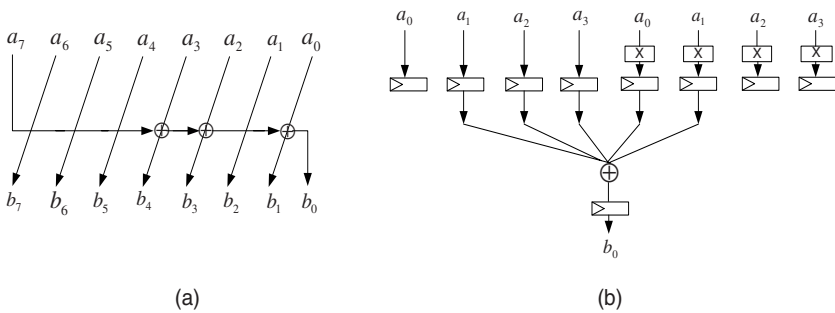 a₇ a₆ a₅ a₄ a₃ a₂ a₁ a₀
b₇ b₆ b₅ b₄ b₃ b₂ b₁ b₀
(a)
a₀ a₁ a₂ a₃ a₀ a₁ a₂ a₃
X X X X
b₀
(b)